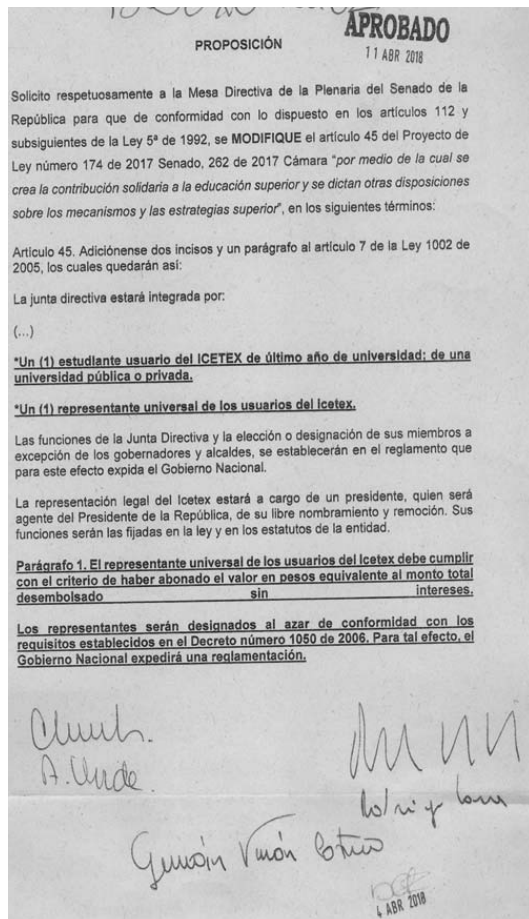 APROBADO
PROPOSICIÓN
11 ABR 2018
Solicito respetuosamente a la Mesa Directiva de la Plenaria del Senado de la
República para que de conformidad con lo dispuesto en los artículos 112 y
subsiguientes de la Ley 5ª de 1992, se MODIFIQUE el artículo 45 del Proyecto de
Ley número 174 de 2017 Senado, 262 de 2017 Cámara "por medio de la cual se
crea la contribución solidaria a la educación superior y se dictan otras disposiciones
sobre los mecanismos y las estrategias superior", en los siguientes términos:
Artículo 45. Adiciónense dos incisos y un parágrafo al artículo 7 de la Ley 1002 de
2005, los cuales quedarán así:
La junta directiva estará integrada por:
(...)
*Un (1) estudiante usuario del ICETEX de último año de universidad; de una
universidad pública o privada.
*Un (1) representante universal de los usuarios del Icetex.
Las funciones de la Junta Directiva y la elección o designación de sus miembros a
excepción de los gobernadores y alcaldes, se establecerán en el reglamento que
para este efecto expida el Gobierno Nacional.
La representación legal del Icetex estará a cargo de un presidente, quien será
agente del Presidente de la República, de su libre nombramiento y remoción. Sus
funciones serán las fijadas en la ley y en los estatutos de la entidad.
Parágrafo 1. El representante universal de los usuarios del Icetex debe cumplir
con el criterio de haber abonado el valor en pesos equivalente al monto total
desembolsado sin intereses.
Los representantes serán designados al azar de conformidad con los
requisitos establecidos en el Decreto número 1050 de 2006. Para tal efecto, el
Gobierno Nacional expedirá una reglamentación.
Germán Varón
4 ABR 2018